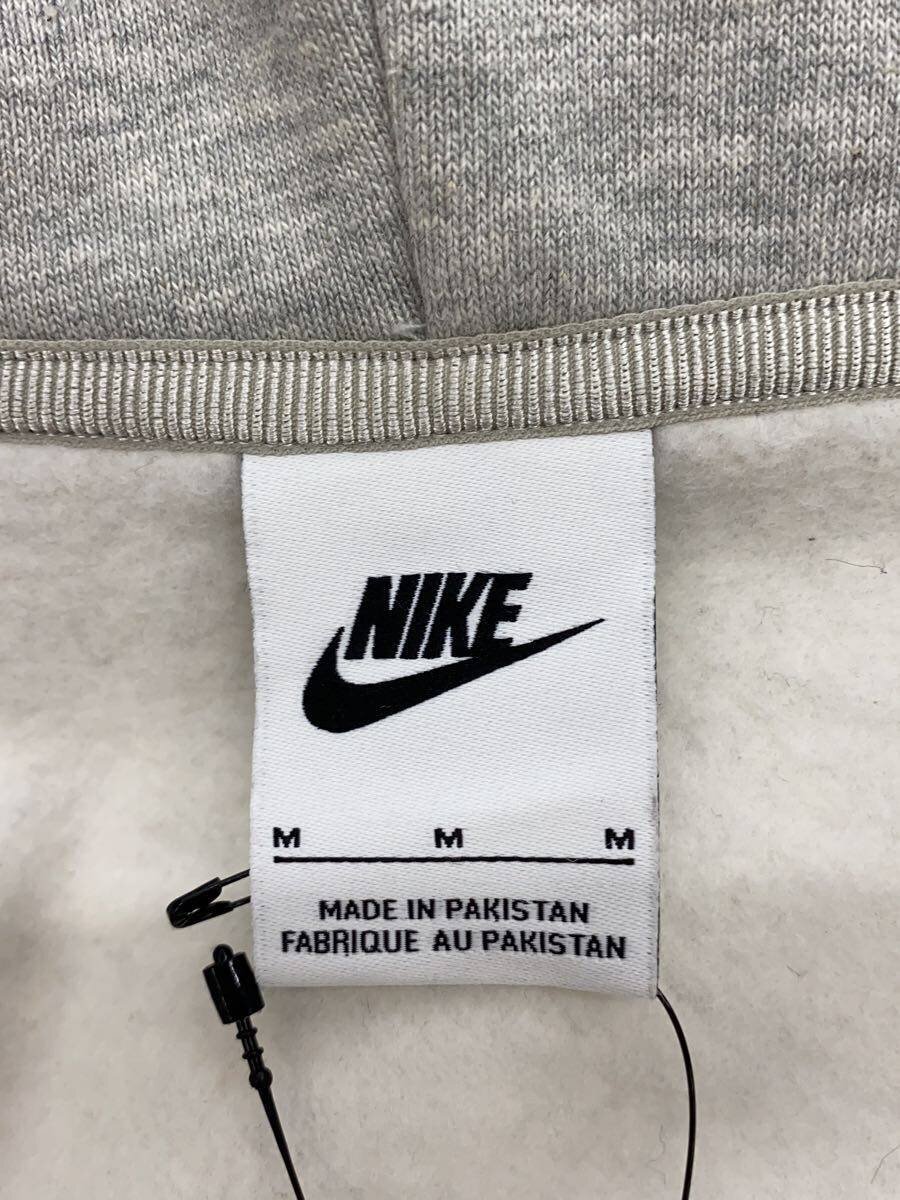 NIKE
M M M
MADE IN PAKISTAN
FABRIQUE AU PAKISTAN